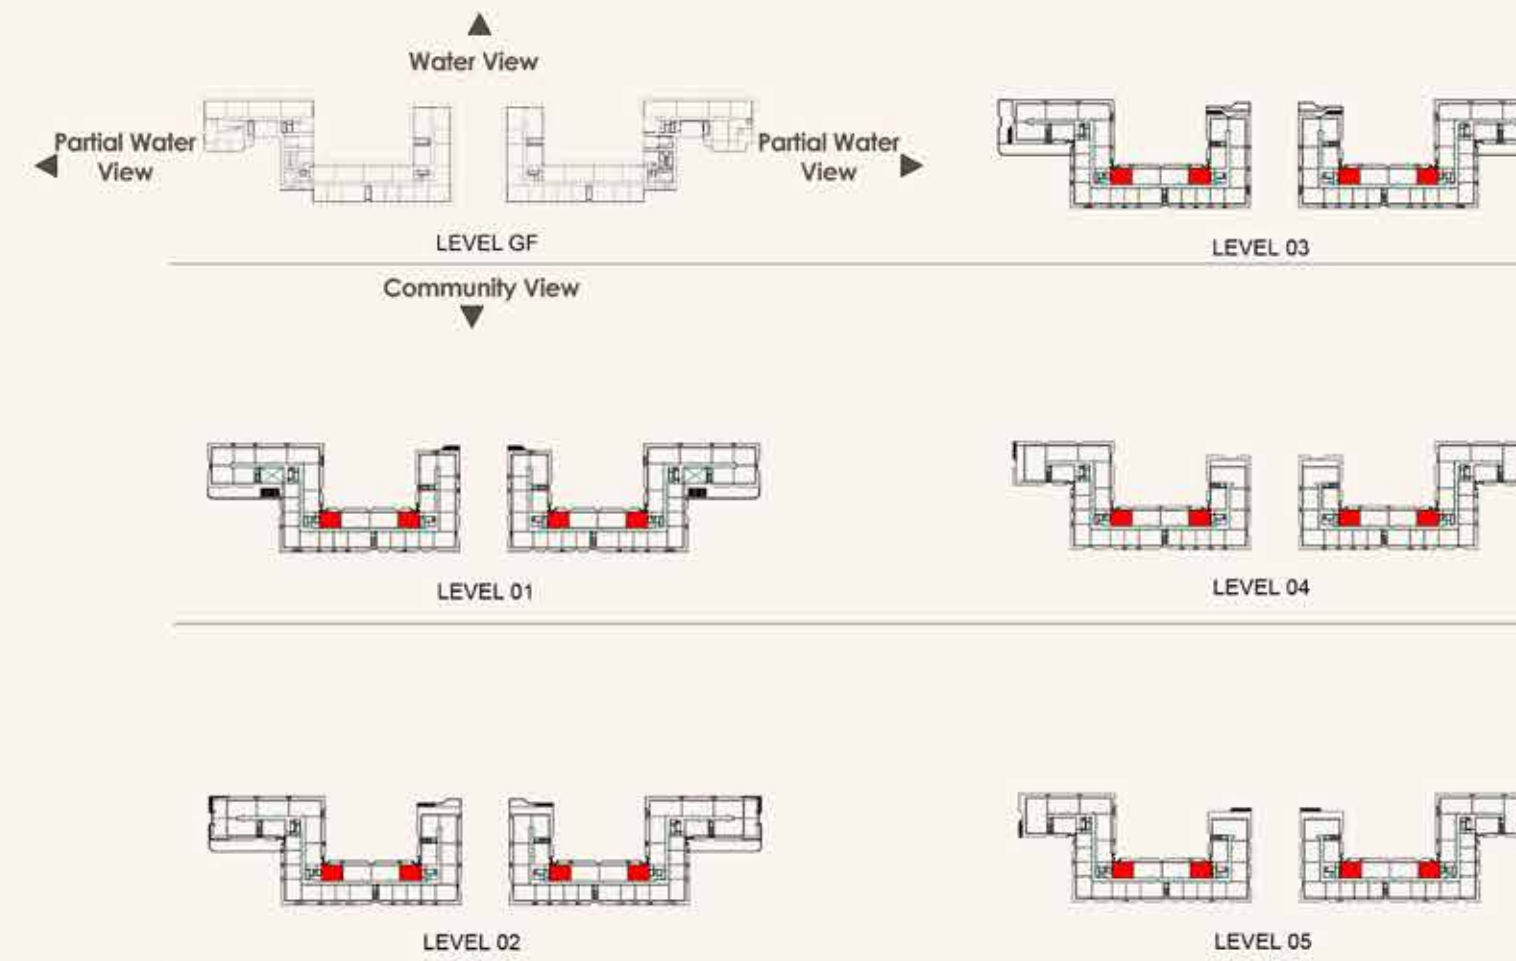 Water View
Partial Water
View
Partial Water
View
LEVEL GF
LEVEL 03
Community View
LEVEL 01
LEVEL 04
LEVEL 02
LEVEL 05